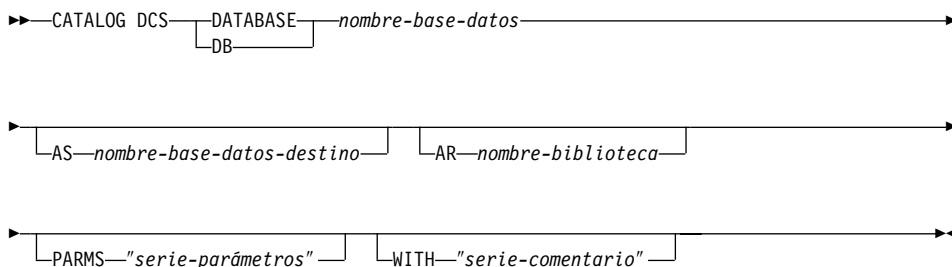 CATALOG DCS DATABASE nombre-base-datos
DB
AS nombre-base-datos-destino AR nombre-biblioteca
PARMS "serie-parámetros" WITH "serie-comentario"